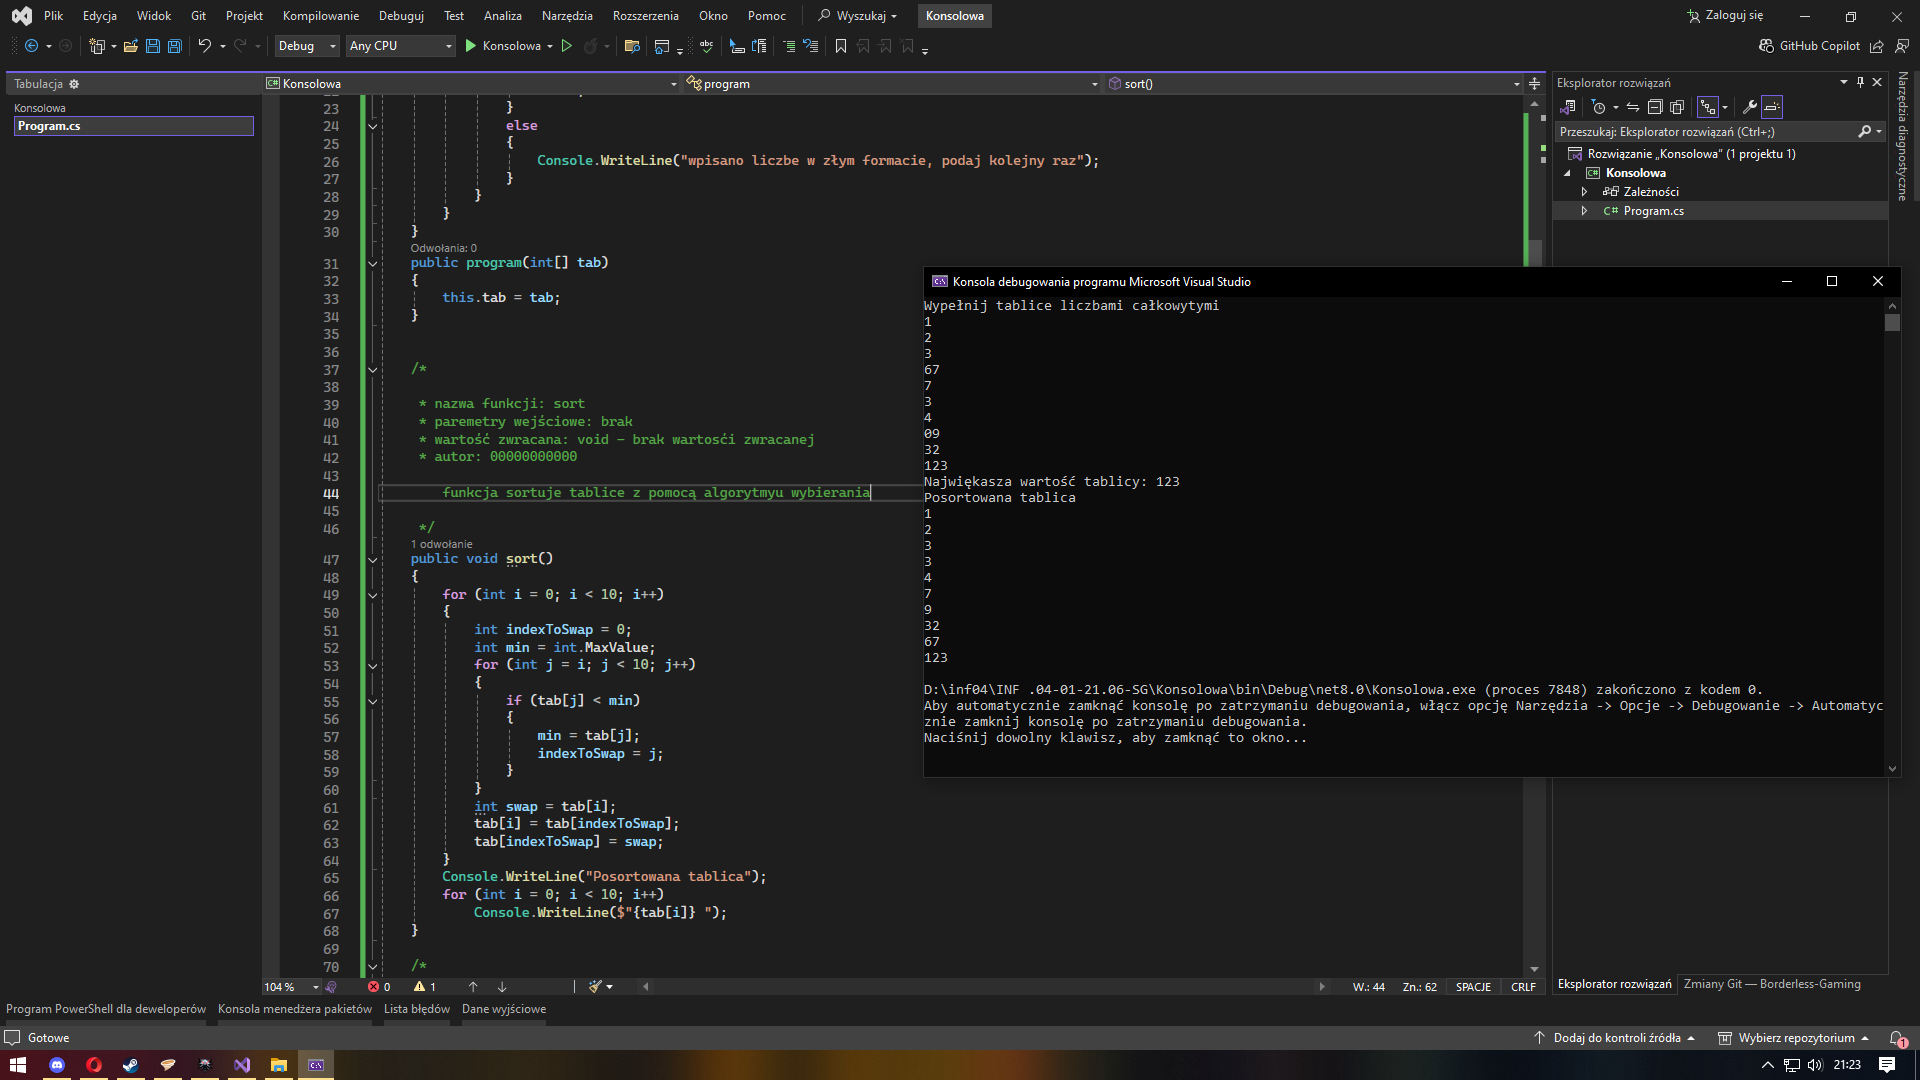 Plik Edycja Widok Git Projekt Kompilowanie Debuguj Test Analiza Narzędzia Rozszerzenia Okno Pomoc Wyszukaj Konsolowa Zaloguj się
Debug Any CPU Konsolowa GitHub Copilot
Tabulacja
Konsolowa
Program.cs
Konsolowa program sort()
23 }
24 else
25 {
26 Console.WriteLine("wpisano liczbe w złym formacie, podaj kolejny raz");
27 }
28 }
29 }
30 }
Odwołania: 0
31 public program(int[] tab)
32 {
33 this.tab = tab;
34 }
35
36
37 /*
38
39 * nazwa funkcji: sort
40 * paremetry wejściowe: brak
41 * wartość zwracana: void - brak wartosći zwracanej
42 * autor: 00000000000
43
44 funkcja sortuje tablice z pomocą algorytmyu wybierania
45
46 */
1 odwołanie
47 public void sort()
48 {
49 for (int i = 0; i < 10; i++)
50 {
51 int indexToSwap = 0;
52 int min = int.MaxValue;
53 for (int j = i; j < 10; j++)
54 {
55 if (tab[j] < min)
56 {
57 min = tab[j];
58 indexToSwap = j;
59 }
60 }
61 int swap = tab[i];
62 tab[i] = tab[indexToSwap];
63 tab[indexToSwap] = swap;
64 }
65 Console.WriteLine("Posortowana tablica");
66 for (int i = 0; i < 10; i++)
67 Console.WriteLine($"{tab[i]} ");
68 }
69
70 /*
104 % 0 1 W.: 44 Zn.: 62 SPACJE CRLF
Konsola debugowania programu Microsoft Visual Studio
Wypełnij tablice liczbami całkowytymi
1
2
3
67
7
3
4
09
32
123
Najwiękasza wartość tablicy: 123
Posortowana tablica
1
2
3
3
4
7
9
32
67
123
D:\inf04\INF .04-01-21.06-SG\Konsolowa\bin\Debug\net8.0\Konsolowa.exe (proces 7848) zakończono z kodem 0.
Aby automatycznie zamknąć konsolę po zatrzymaniu debugowania, włącz opcję Narzędzia -> Opcje -> Debugowanie -> Automatyc
znie zamknij konsolę po zatrzymaniu debugowania.
Naciśnij dowolny klawisz, aby zamknąć to okno...
Eksplorator rozwiązań
Przeszukaj: Eksplorator rozwiązań (Ctrl+;)
Rozwiązanie „Konsolowa” (1 projektu 1)
C# Konsolowa
Zależności
C# Program.cs
Narzędzia diagnostyczne
Eksplorator rozwiązań Zmiany Git — Borderless-Gaming
Program PowerShell dla deweloperów Konsola menedżera pakietów Lista błędów Dane wyjściowe
Gotowe Dodaj do kontroli źródła Wybierz repozytorium 1
21:23